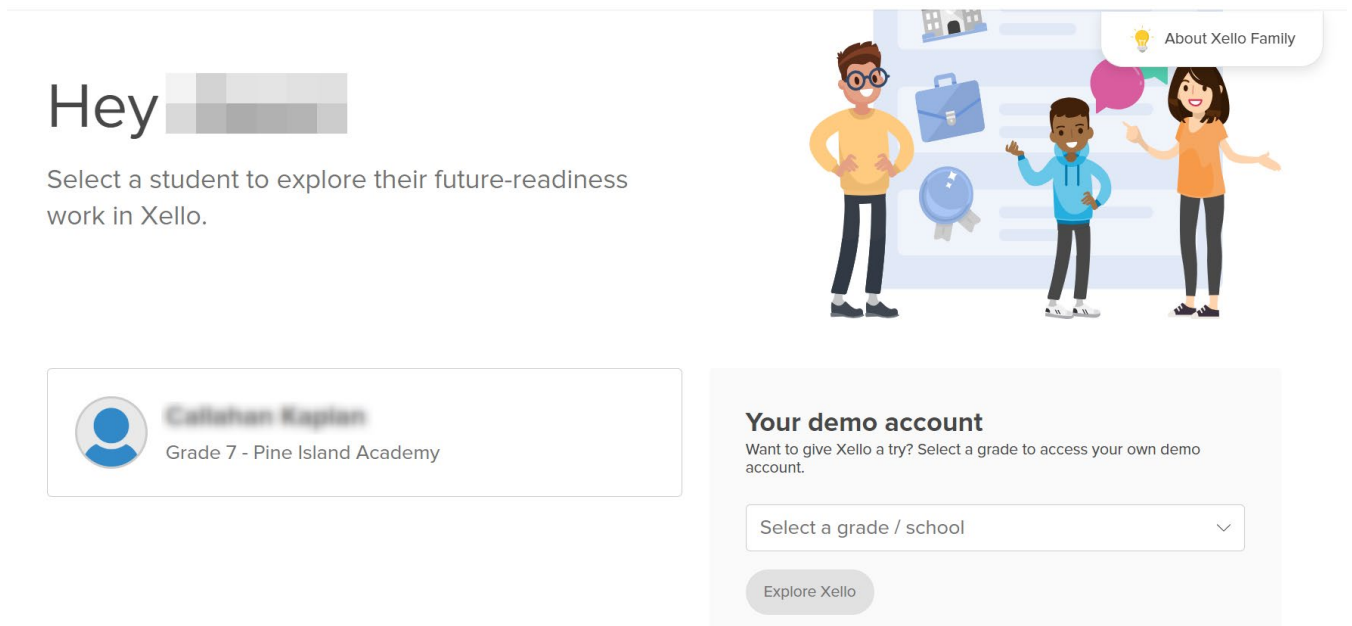 About Xello Family
Hey
Select a student to explore their future-readiness
work in Xello.
Grade 7 - Pine Island Academy
Your demo account
Want to give Xello a try? Select a grade to access your own demo
account.
Select a grade / school
Explore Xello